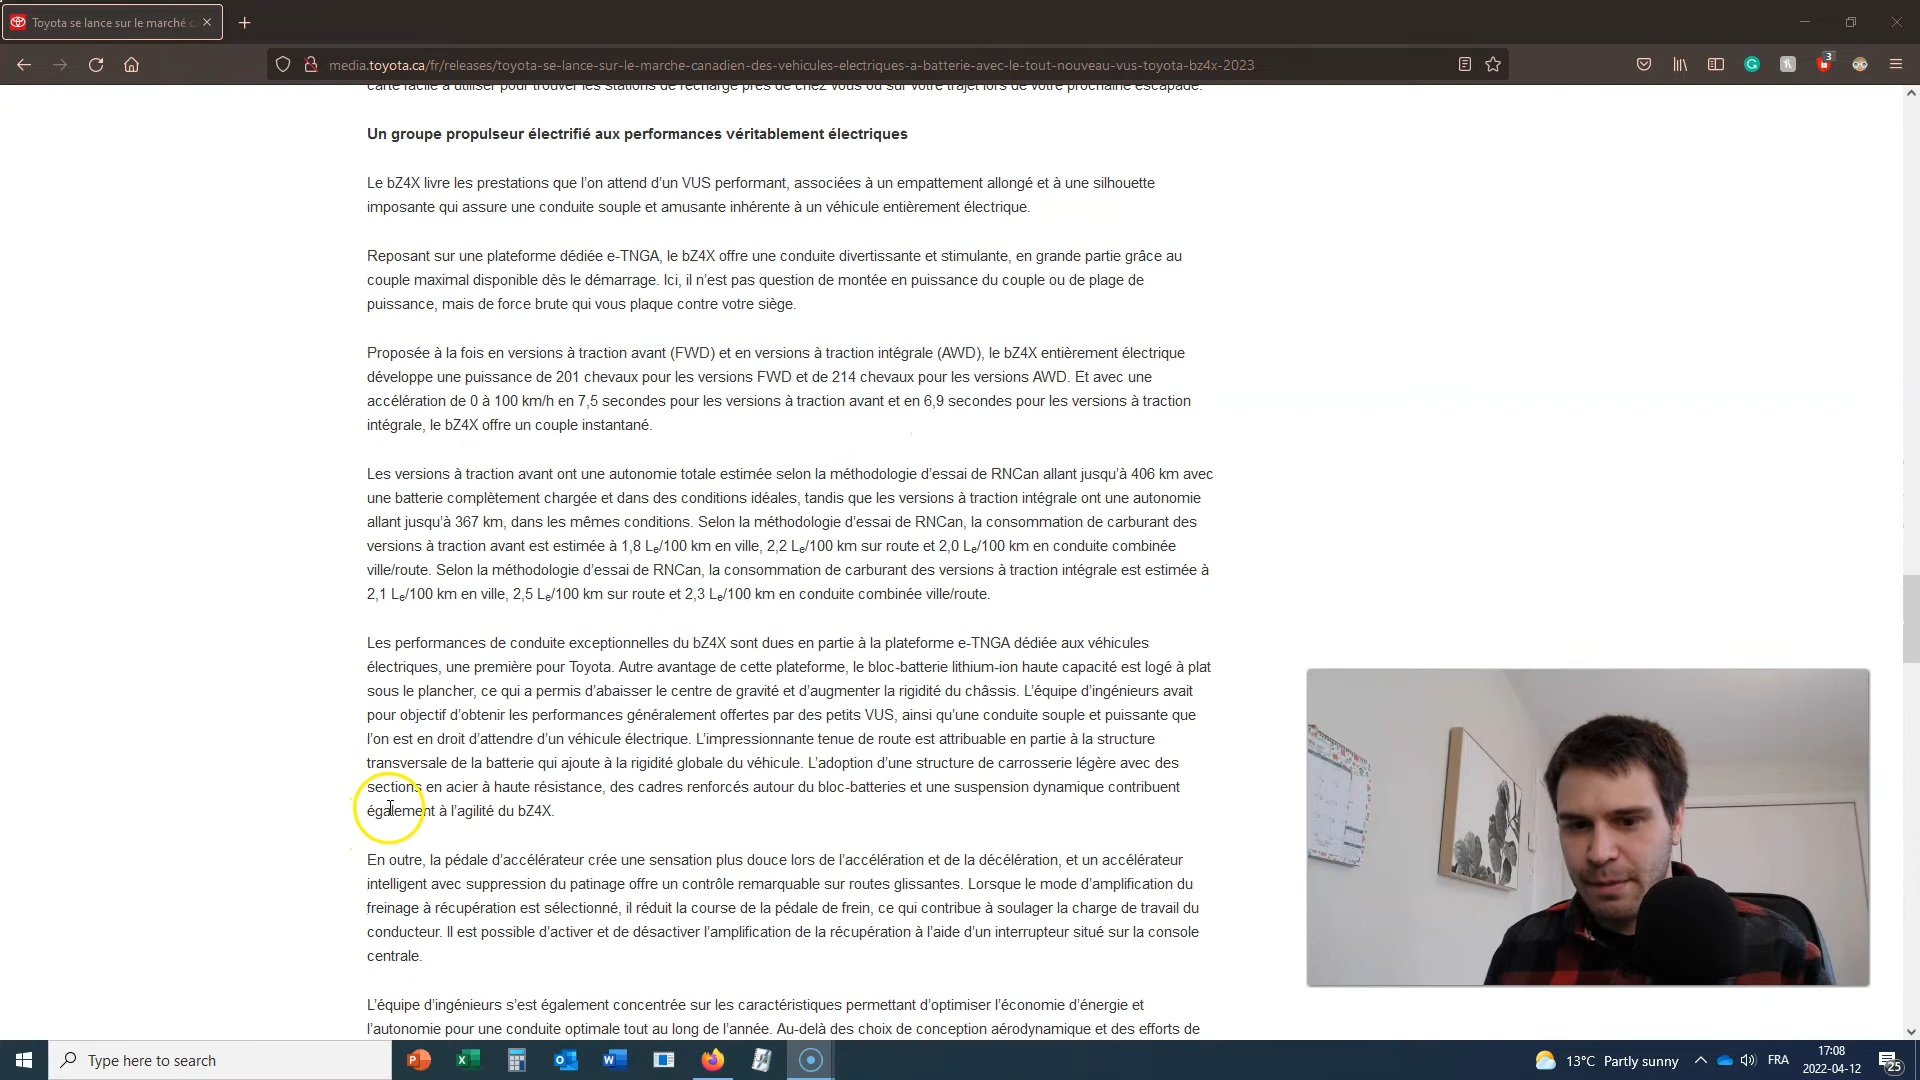 Toyota se lance sur le marché c
media.toyota.ca/fr/releases/toyota-se-lance-sur-le-marche-canadien-des-vehicules-electriques-a-batterie-avec-le-tout-nouveau-vus-toyota-bz4x-2023
3
carte facile à utiliser pour trouver les stations de recharge près de chez vous ou sur votre trajet lors de votre prochaine escapade.
Un groupe propulseur électrifié aux performances véritablement électriques
Le bZ4X livre les prestations que l’on attend d’un VUS performant, associées à un empattement allongé et à une silhouette
imposante qui assure une conduite souple et amusante inhérente à un véhicule entièrement électrique.
Reposant sur une plateforme dédiée e-TNGA, le bZ4X offre une conduite divertissante et stimulante, en grande partie grâce au
couple maximal disponible dès le démarrage. Ici, il n’est pas question de montée en puissance du couple ou de plage de
puissance, mais de force brute qui vous plaque contre votre siège.
Proposée à la fois en versions à traction avant (FWD) et en versions à traction intégrale (AWD), le bZ4X entièrement électrique
développe une puissance de 201 chevaux pour les versions FWD et de 214 chevaux pour les versions AWD. Et avec une
accélération de 0 à 100 km/h en 7,5 secondes pour les versions à traction avant et en 6,9 secondes pour les versions à traction
intégrale, le bZ4X offre un couple instantané.
Les versions à traction avant ont une autonomie totale estimée selon la méthodologie d’essai de RNCan allant jusqu’à 406 km avec
une batterie complètement chargée et dans des conditions idéales, tandis que les versions à traction intégrale ont une autonomie
allant jusqu’à 367 km, dans les mêmes conditions. Selon la méthodologie d’essai de RNCan, la consommation de carburant des
versions à traction avant est estimée à 1,8 Lₑ/100 km en ville, 2,2 Lₑ/100 km sur route et 2,0 Lₑ/100 km en conduite combinée
ville/route. Selon la méthodologie d’essai de RNCan, la consommation de carburant des versions à traction intégrale est estimée à
2,1 Lₑ/100 km en ville, 2,5 Lₑ/100 km sur route et 2,3 Lₑ/100 km en conduite combinée ville/route.
Les performances de conduite exceptionnelles du bZ4X sont dues en partie à la plateforme e-TNGA dédiée aux véhicules
électriques, une première pour Toyota. Autre avantage de cette plateforme, le bloc-batterie lithium-ion haute capacité est logé à plat
sous le plancher, ce qui a permis d’abaisser le centre de gravité et d’augmenter la rigidité du châssis. L’équipe d’ingénieurs avait
pour objectif d’obtenir les performances généralement offertes par des petits VUS, ainsi qu’une conduite souple et puissante que
l’on est en droit d’attendre d’un véhicule électrique. L’impressionnante tenue de route est attribuable en partie à la structure
transversale de la batterie qui ajoute à la rigidité globale du véhicule. L’adoption d’une structure de carrosserie légère avec des
sections en acier à haute résistance, des cadres renforcés autour du bloc-batteries et une suspension dynamique contribuent
également à l’agilité du bZ4X.
En outre, la pédale d’accélérateur crée une sensation plus douce lors de l’accélération et de la décélération, et un accélérateur
intelligent avec suppression du patinage offre un contrôle remarquable sur routes glissantes. Lorsque le mode d’amplification du
freinage à récupération est sélectionné, il réduit la course de la pédale de frein, ce qui contribue à soulager la charge de travail du
conducteur. Il est possible d’activer et de désactiver l’amplification de la récupération à l’aide d’un interrupteur situé sur la console
centrale.
L’équipe d’ingénieurs s’est également concentrée sur les caractéristiques permettant d’optimiser l’économie d’énergie et
l’autonomie pour une conduite optimale tout au long de l’année. Au-delà des choix de conception aérodynamique et des efforts de
Type here to search
13°C Partly sunny
FRA
17:08
2022-04-12
25